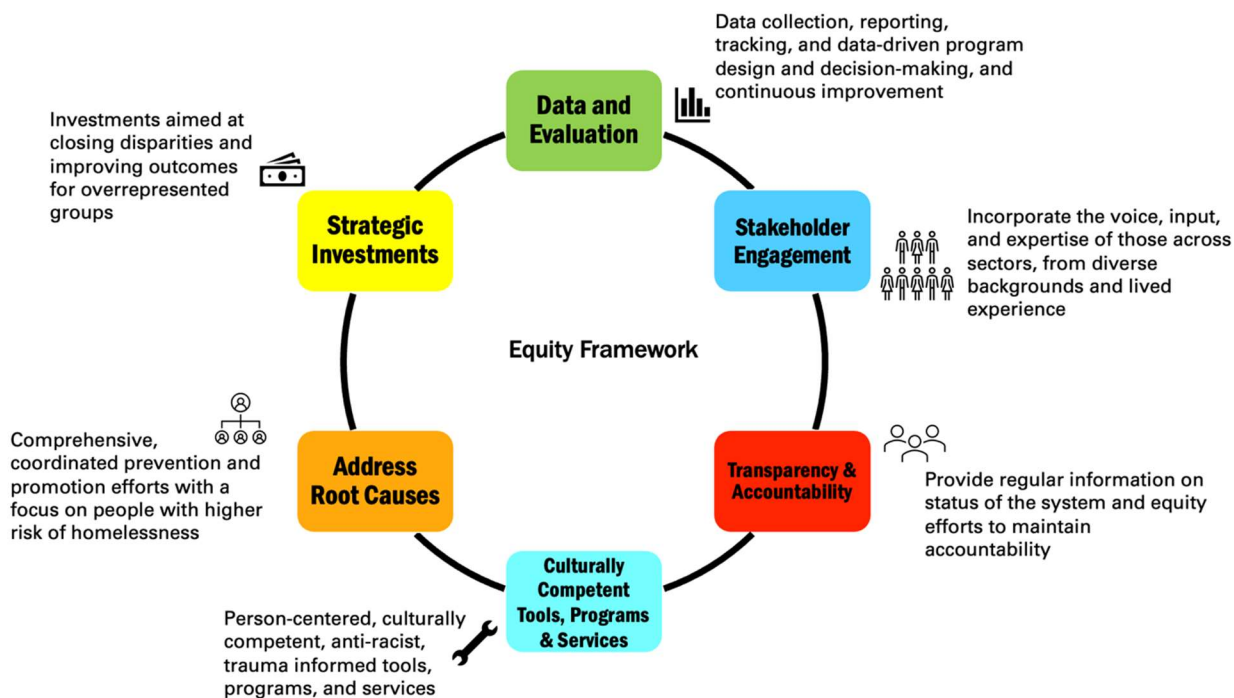 Data collection, reporting,
tracking, and data-driven program
design and decision-making, and
continuous improvement
Data and
Evaluation
Investments aimed at
closing disparities and
improving outcomes
for overrepresented
groups
Strategic
Investments
Stakeholder
Engagement
Incorporate the voice, input,
and expertise of those across
sectors, from diverse
backgrounds and lived
experience
Equity Framework
Comprehensive,
coordinated prevention and
promotion efforts with a
focus on people with higher
risk of homelessness
Address
Root Causes
Transparency &
Accountability
Provide regular information on
status of the system and equity
efforts to maintain
accountability
Culturally
Competent
Tools, Programs
& Services
Person-centered, culturally
competent, anti-racist,
trauma informed tools,
programs, and services